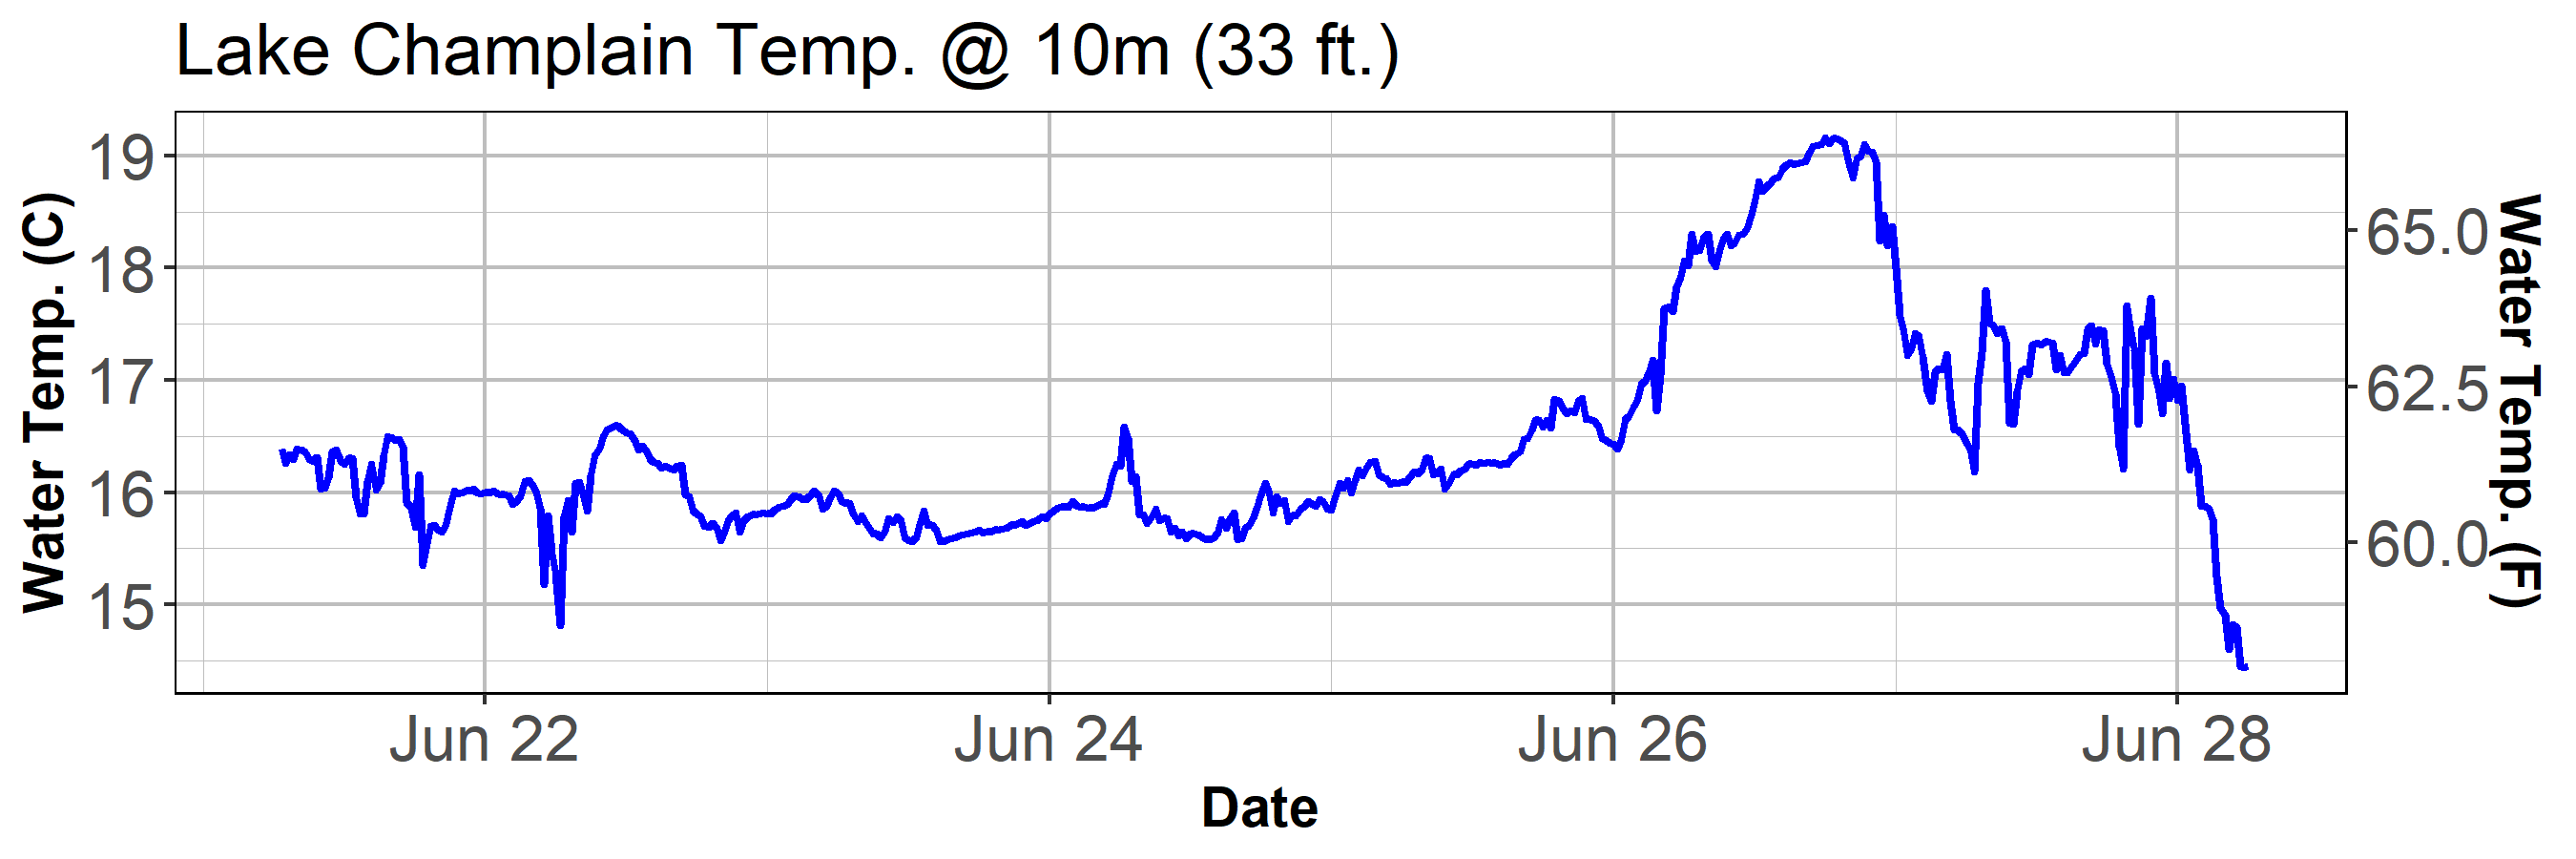 Lake Champlain Temp. @ 10m (33 ft.)
Water Temp. (C)
19
18
17
16
15
65.0
62.5
60.0
Water Temp. (F)
Jun 22
Jun 24
Jun 26
Jun 28
Date